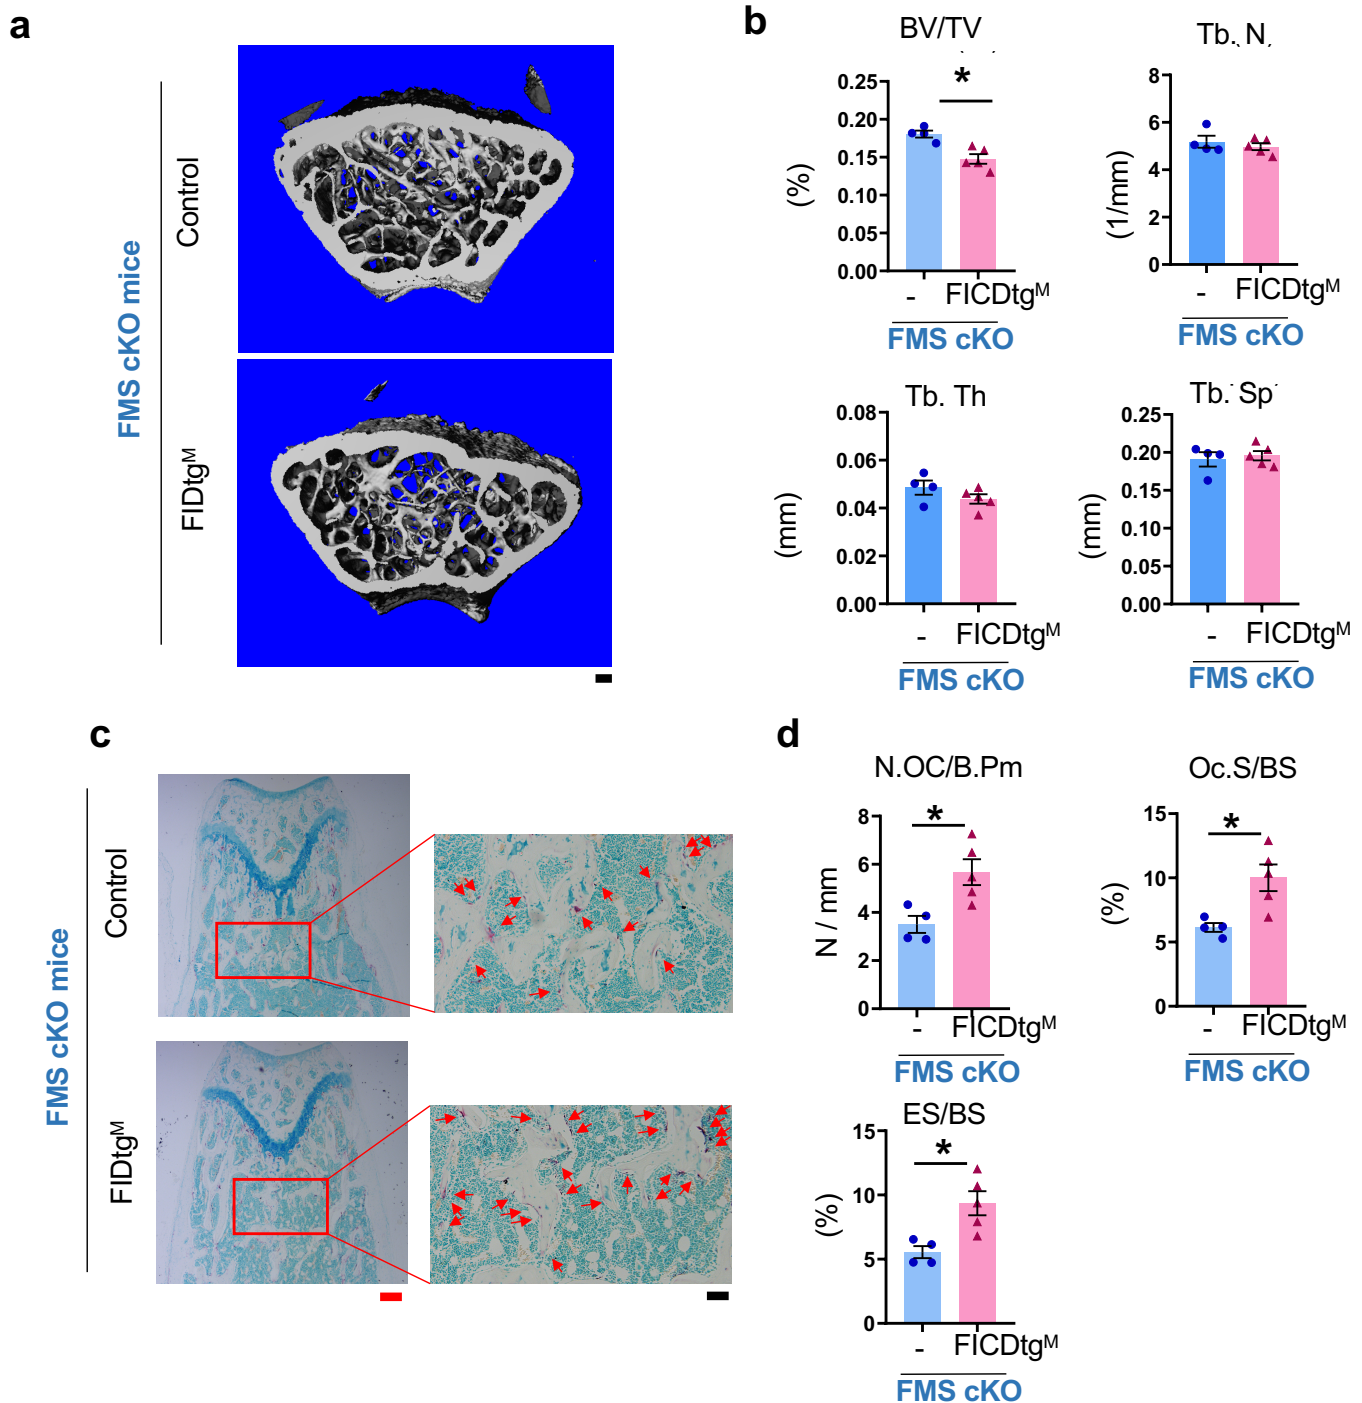 a
FMS cKO mice
Control
FIDtgM
b
BV/TV
(%)
0.25
0.20
0.15
0.10
0.05
0.00
*
-
FICDtgM
FMS cKO
Tb. N
(1/mm)
8
6
4
2
0
-
FICDtgM
FMS cKO
Tb. Th
(mm)
0.08
0.06
0.04
0.02
0.00
-
FICDtgM
FMS cKO
Tb. Sp
(mm)
0.25
0.20
0.15
0.10
0.05
0.00
-
FICDtgM
FMS cKO
c
FMS cKO mice
Control
FIDtgM
d
N.OC/B.Pm
N / mm
8
6
4
2
0
*
-
FICDtgM
FMS cKO
Oc.S/BS
(%)
15
10
5
0
*
-
FICDtgM
FMS cKO
ES/BS
(%)
15
10
5
0
*
-
FICDtgM
FMS cKO